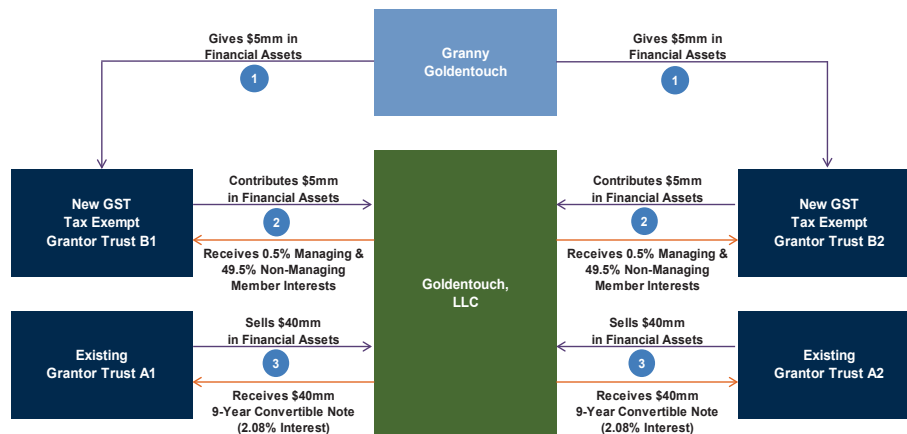 Gives $5mm in
Financial Assets
1
Granny
Goldentouch
Gives $5mm in
Financial Assets
1
New GST
Tax Exempt
Grantor Trust B1
Contributes $5mm
in Financial Assets
2
Receives 0.5% Managing &
49.5% Non-Managing
Member Interests
Goldentouch,
LLC
Contributes $5mm
in Financial Assets
2
Receives 0.5% Managing &
49.5% Non-Managing
Member Interests
New GST
Tax Exempt
Grantor Trust B2
Existing
Grantor Trust A1
Sells $40mm
in Financial Assets
3
Receives $40mm
9-Year Convertible Note
(2.08% Interest)
Sells $40mm
in Financial Assets
3
Receives $40mm
9-Year Convertible Note
(2.08% Interest)
Existing
Grantor Trust A2